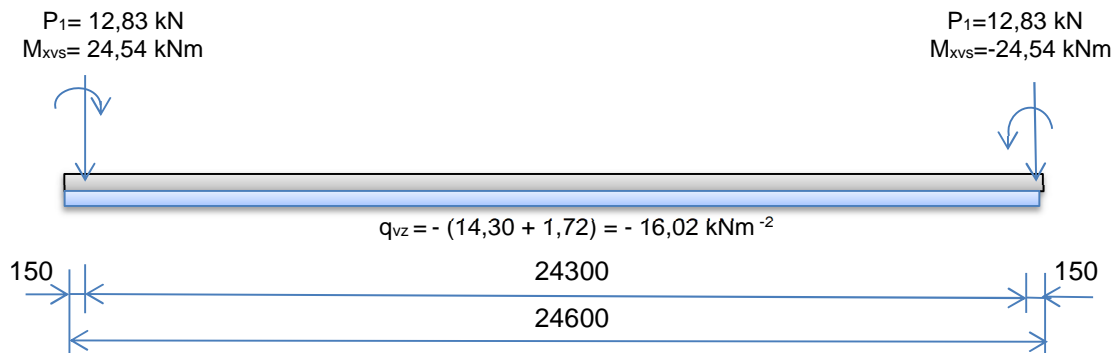 P₁= 12,83 kN
Mxvs= 24,54 kNm
P₁=12,83 kN
Mxvs=-24,54 kNm
qvz = - (14,30 + 1,72) = - 16,02 kNm⁻²
150
24300
150
24600